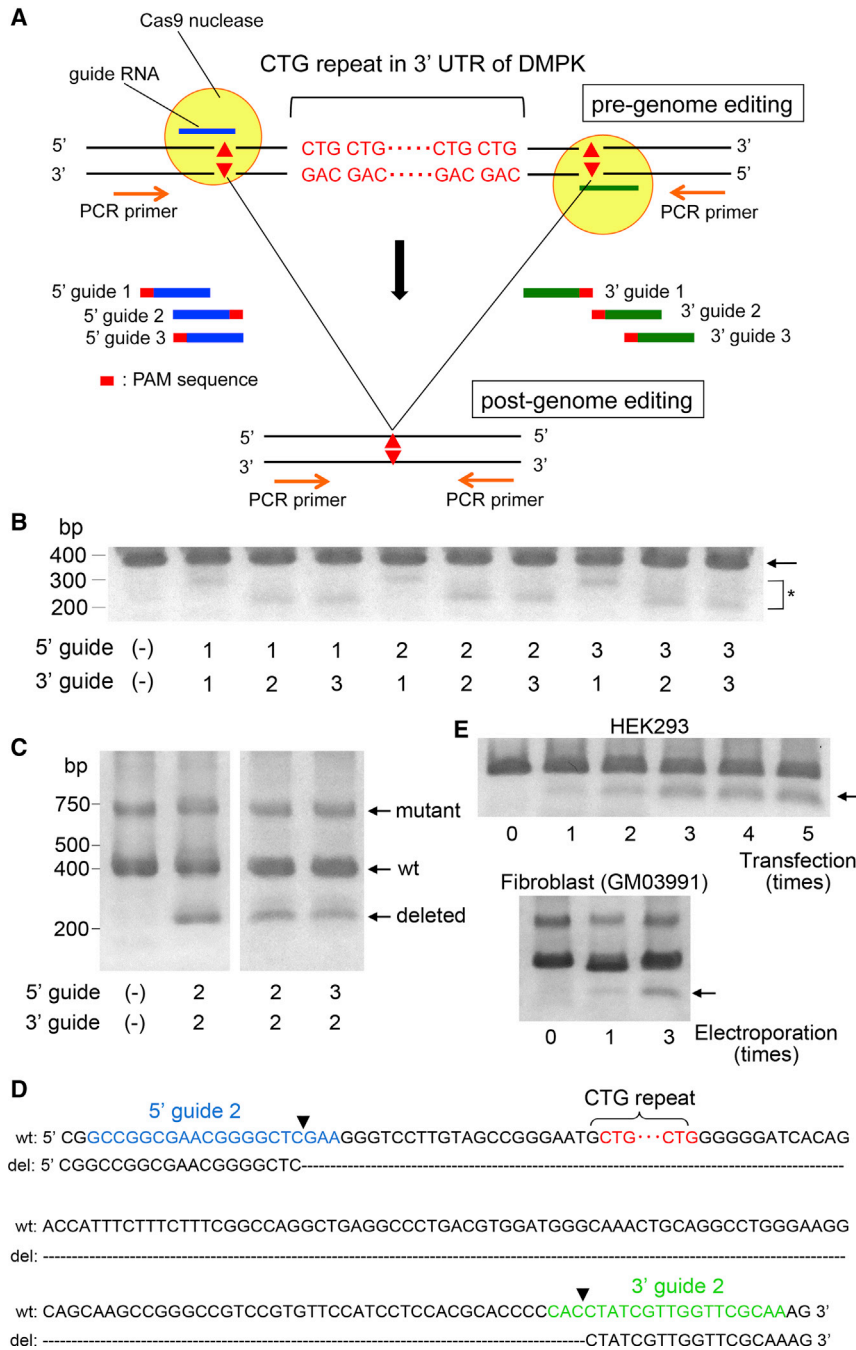 A
Cas9 nuclease
guide RNA
CTG repeat in 3' UTR of DMPK
pre-genome editing
5' CTG CTG·····CTG CTG 3'
3' GAC GAC·····GAC GAC 5'
PCR primer PCR primer
5' guide 1 3' guide 1
5' guide 2 3' guide 2
5' guide 3 3' guide 3
: PAM sequence
post-genome editing
5' 5'
3' 3'
PCR primer PCR primer
B
bp
400
300
200
*
5' guide (-) 1 1 1 2 2 2 3 3 3
3' guide (-) 1 2 3 1 2 3 1 2 3
C
bp
750
500
400
200
mutant
wt
deleted
5' guide (-) 2 2 3
3' guide (-) 2 2 2
E
HEK293
0 1 2 3 4 5
Transfection
(times)
Fibroblast (GM03991)
0 1 3 Electroporation
(times)
D
5' guide 2 CTG repeat
wt: 5' CGGCCGGCGAACGGGGCTCGAAGGGTCCTTGTAGCCGGGAATGCTG···CTGGGGGGATCACAG
del: 5' CGGCCGGCGAACGGGGCTC---------------------------------------------
wt: ACCATTTCTTTCTTTCGGCCAGGCTGAGGCCCTGACGTGGATGGGCAAACTGCAGGCCTGGGAAGG
del: ------------------------------------------------------------------
3' guide 2
wt: CAGCAAGCCGGGCCGTCCGTGTTCCATCCTCCACGCACCCCCACCTATCGTTGGTTCGCAAAG 3'
del: --------------------------------------------CTATCGTTGGTTCGCAAAG 3'